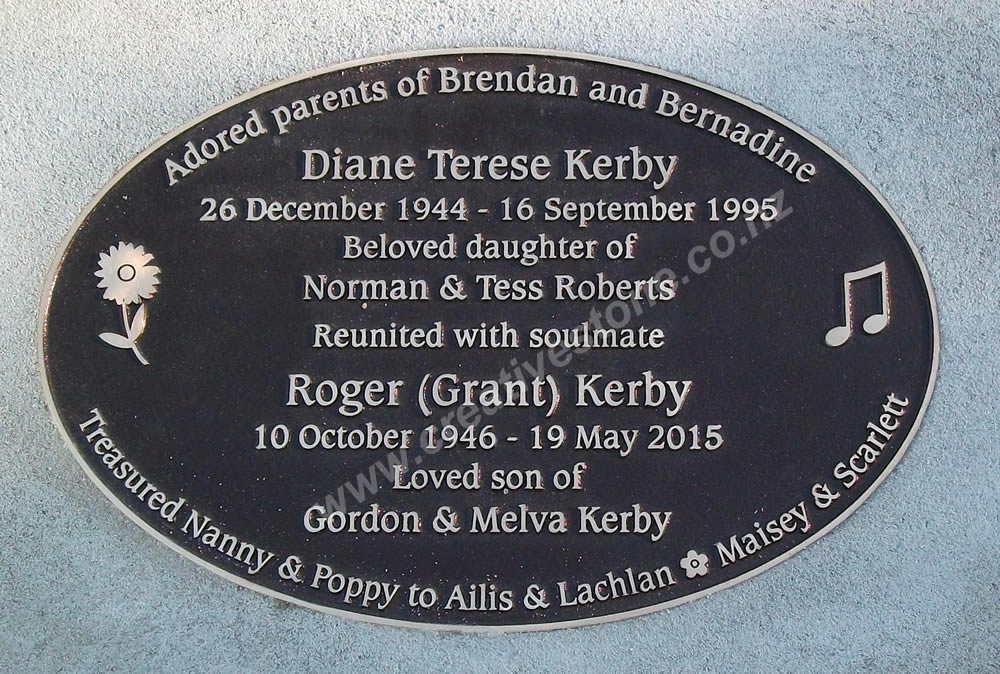 Adored parents of Brendan and Bernadine
Diane Terese Kerby
26 December 1944 - 16 September 1995
Beloved daughter of
Norman & Tess Roberts
Reunited with soulmate
Roger (Grant) Kerby
10 October 1946 - 19 May 2015
Loved son of
Gordon & Melva Kerby
Treasured Nanny & Poppy to Ailis & Lachlan Maisey & Scarlett
www.creativestone.co.nz